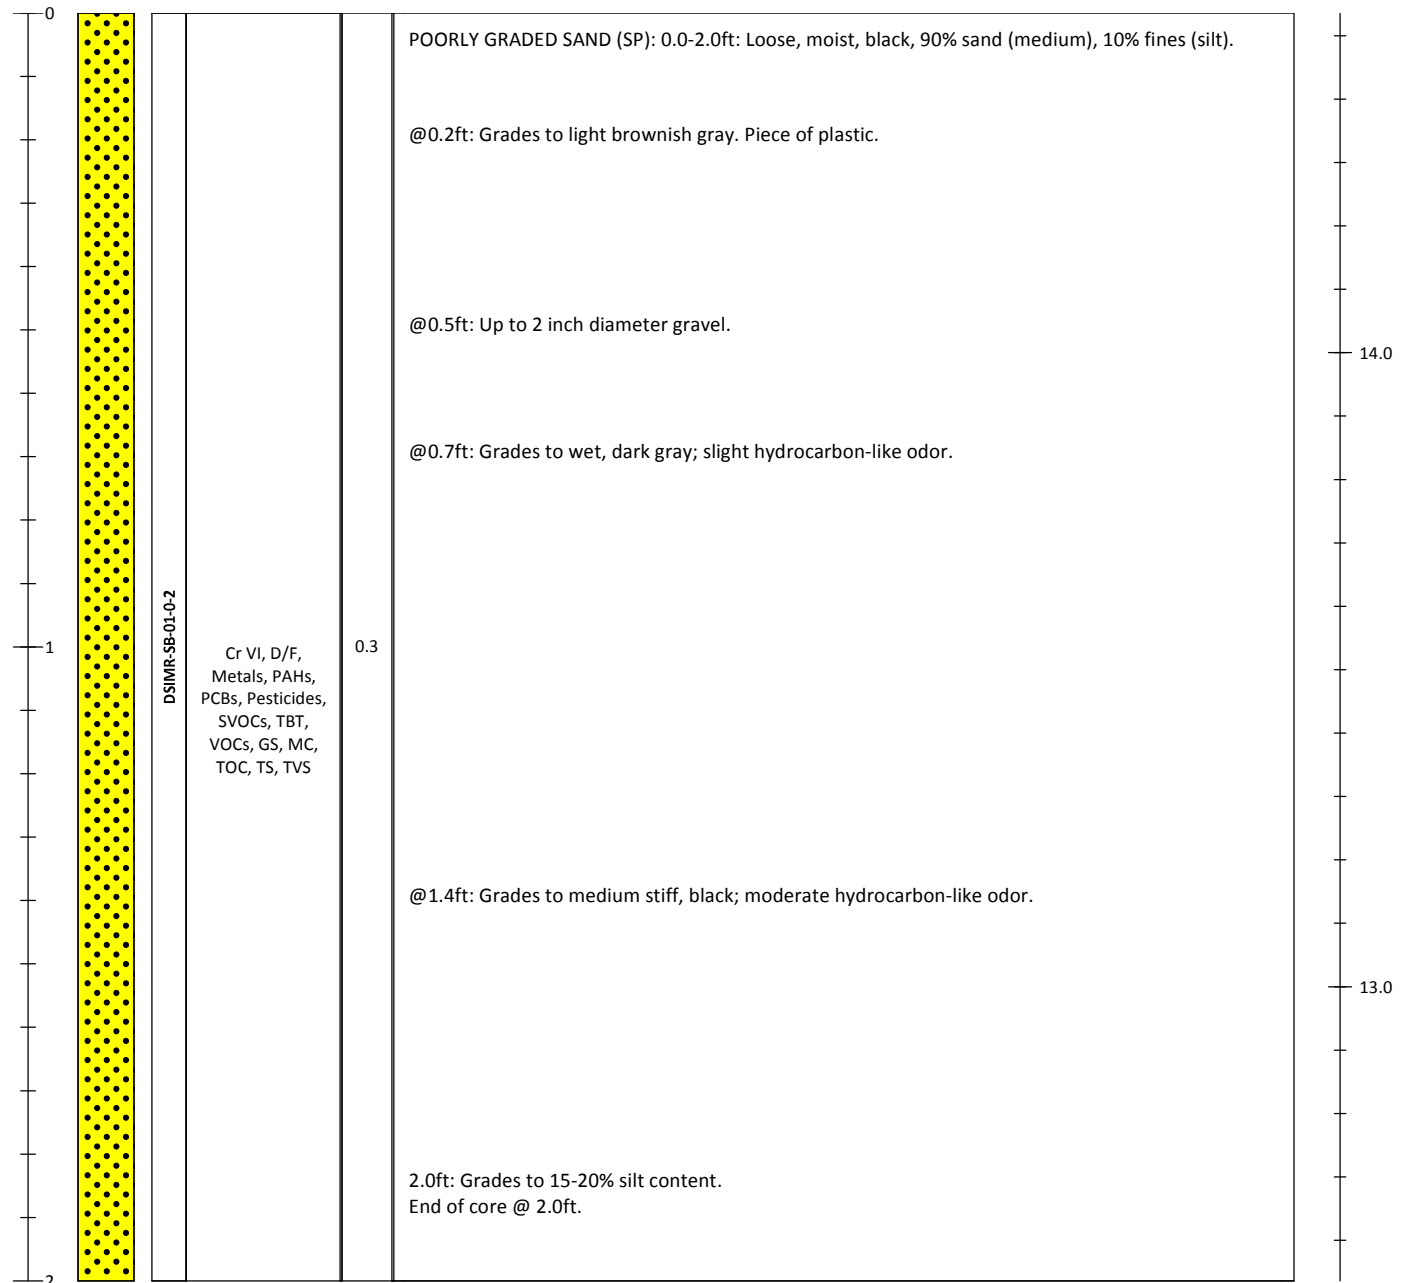 0
POORLY GRADED SAND (SP): 0.0-2.0ft: Loose, moist, black, 90% sand (medium), 10% fines (silt).
@0.2ft: Grades to light brownish gray. Piece of plastic.
@0.5ft: Up to 2 inch diameter gravel.
14.0
@0.7ft: Grades to wet, dark gray; slight hydrocarbon-like odor.
1
DSIMR-SB-01-0-2
Cr VI, D/F,
Metals, PAHs,
PCBs, Pesticides,
SVOCs, TBT,
VOCs, GS, MC,
TOC, TS, TVS
0.3
@1.4ft: Grades to medium stiff, black; moderate hydrocarbon-like odor.
13.0
2.0ft: Grades to 15-20% silt content.
End of core @ 2.0ft.
2